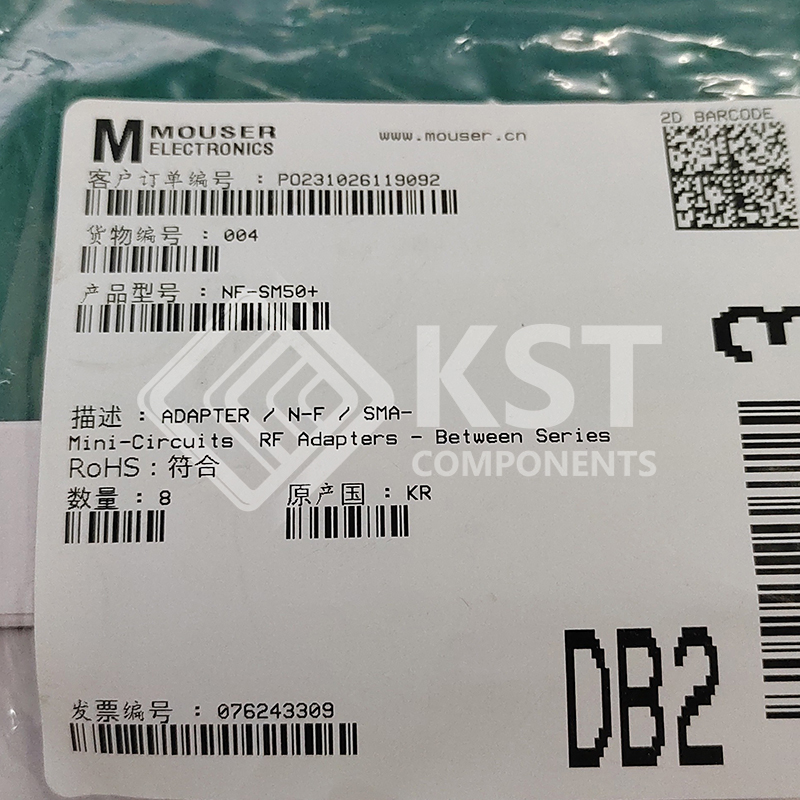 MOUSER
ELECTRONICS
www.mouser.cn
2D BARCODE
客户订单编号 : PO231026119092
货物编号 : 004
产品型号 : NF-SM50+
3
KST
COMPONENTS
描述 : ADAPTER / N-F / SMA-
Mini-Circuits RF Adapters - Between Series
RoHS : 符合
数量 : 8
原产国 : KR
DB2
发票编号 : 076243309